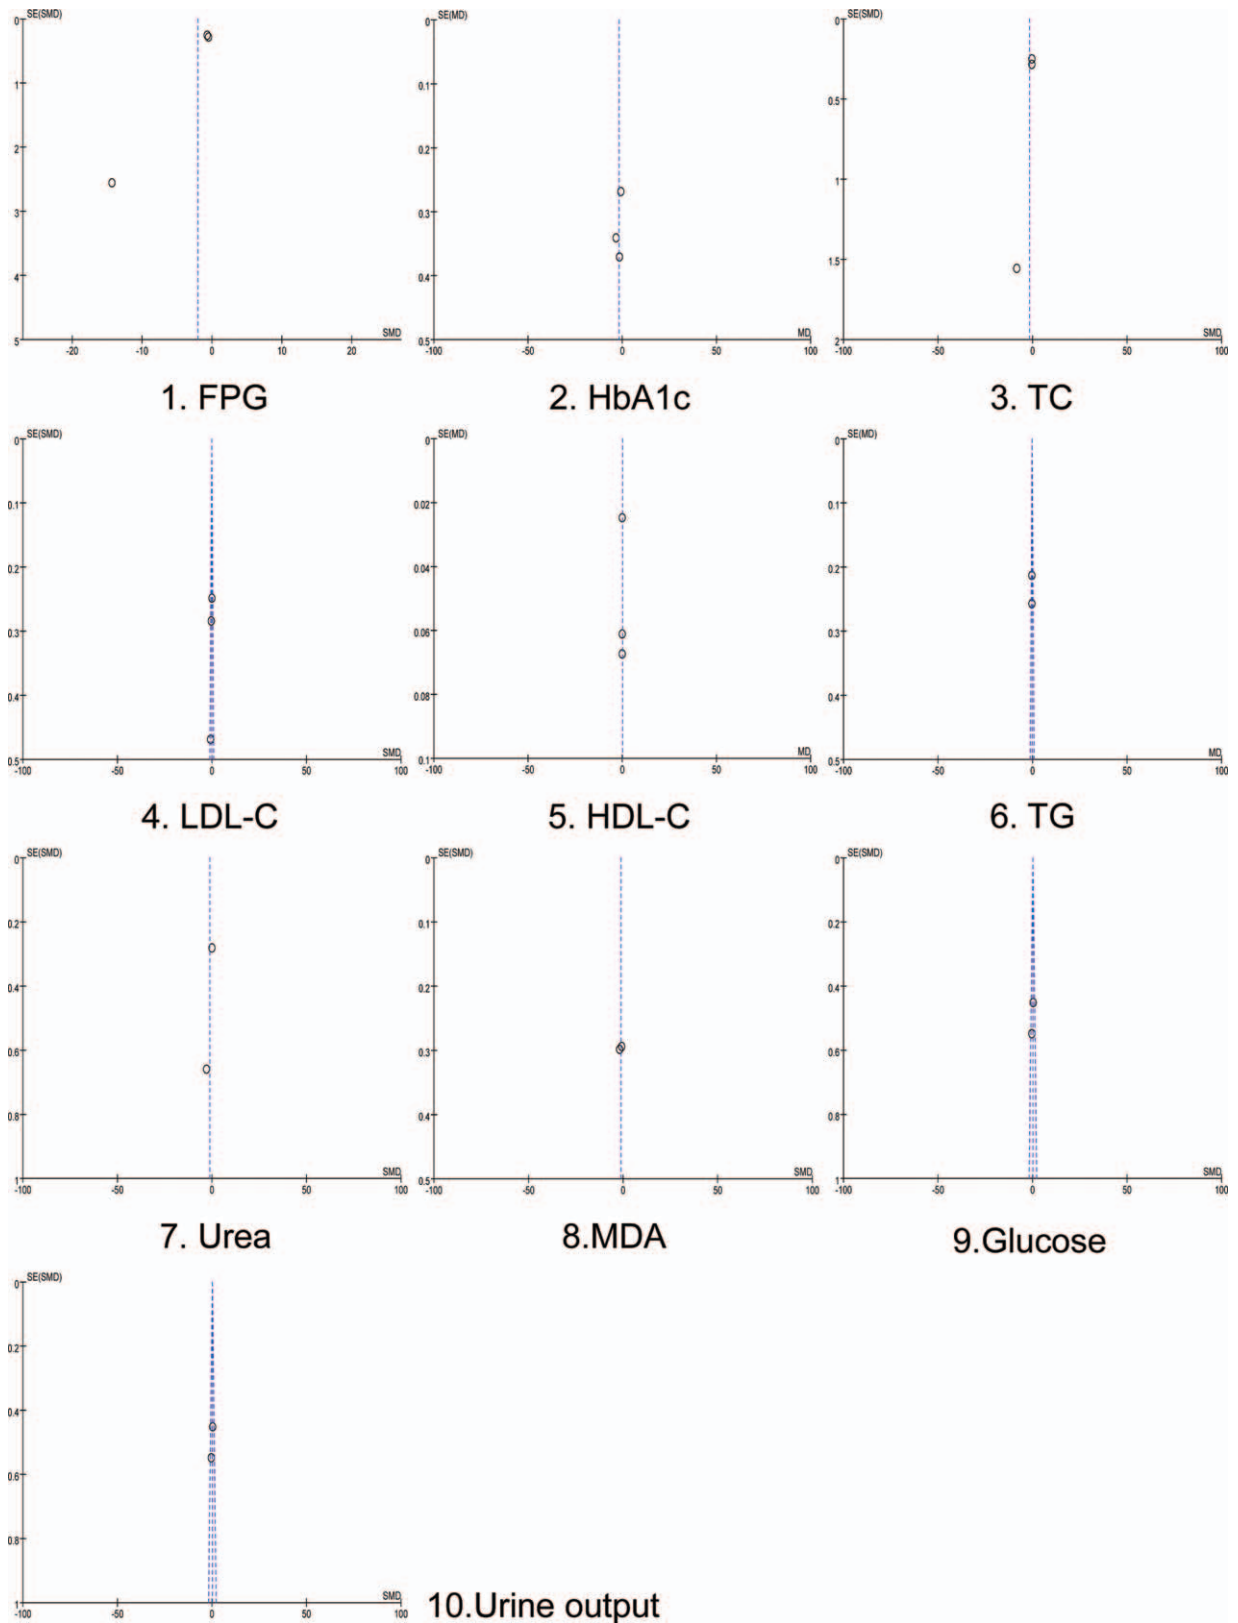 SE(SMD) SE(MD) SE(SMD)
0 0 0
1 0.1 0.5
2 0.2 1
3 0.3 1.5
4 0.4
5 SMD 0.5 MD 2 SMD
-20 -10 0 10 20 -100 -50 0 50 100 -100 -50 0 50 100
1. FPG 2. HbA1c 3. TC
SE(SMD) SE(MD) SE(MD)
0 0 0
0.1 0.02 0.1
0.2 0.04 0.2
0.3 0.06 0.3
0.4 0.08 0.4
0.5 SMD 0.1 MD 0.5 MD
-100 -50 0 50 100 -100 -50 0 50 100 -100 -50 0 50 100
4. LDL-C 5. HDL-C 6. TG
SE(SMD) SE(SMD) SE(SMD)
0 0 0
0.2 0.1 0.2
0.4 0.2 0.4
0.6 0.3 0.6
0.8 0.4 0.8
1 SMD 0.5 SMD 1 SMD
-100 -50 0 50 100 -100 -50 0 50 100 -100 -50 0 50 100
7. Urea 8.MDA 9.Glucose
SE(SMD)
0
0.2
0.4
0.6
0.8
1 SMD
-100 -50 0 50 100
10.Urine output